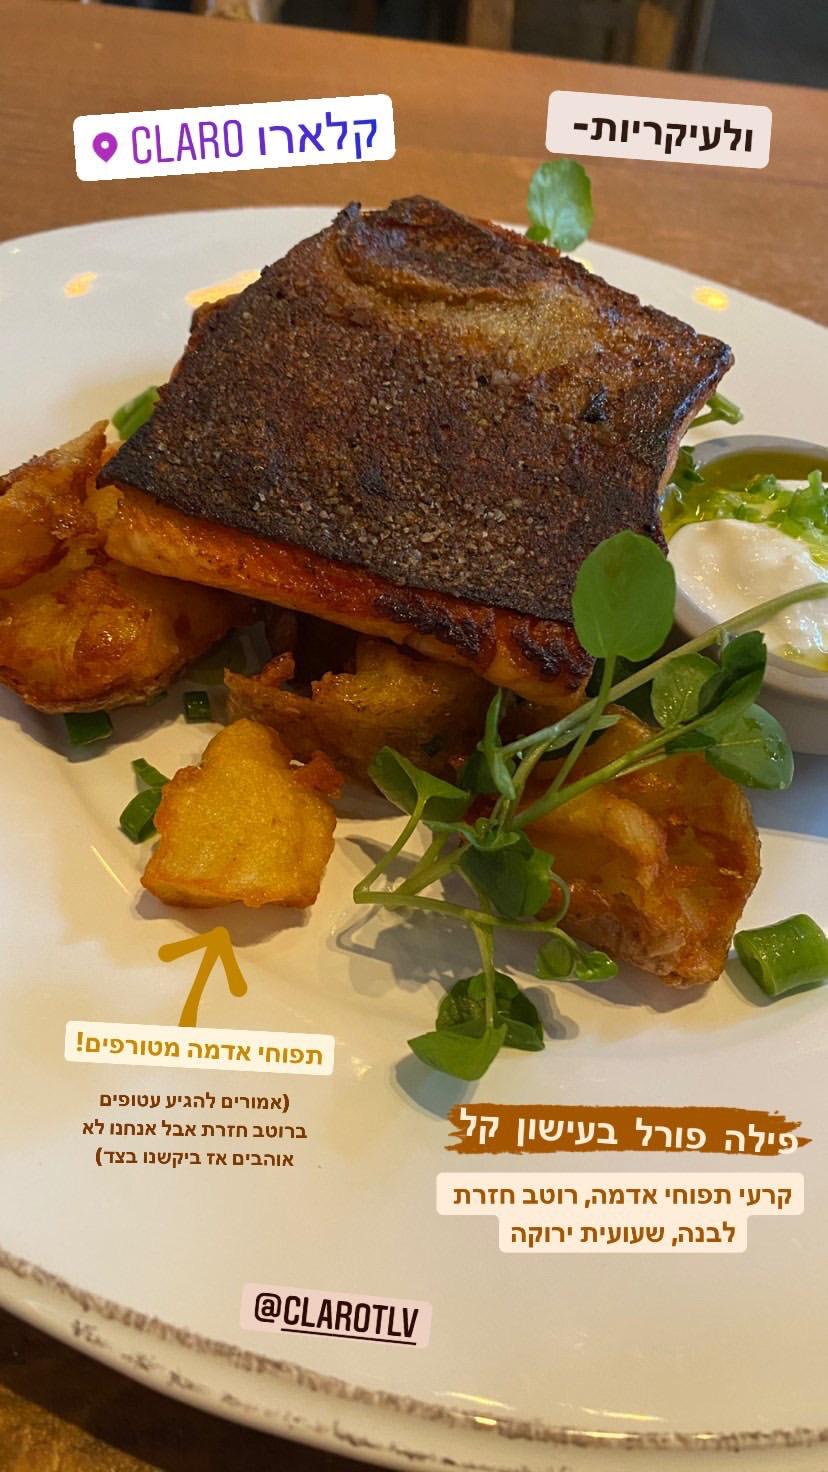 ולעיקריות-
קלארו CLARO
תפוחי אדמה מטורפים!
(אמורים להגיע עטופים
ברוטב חזרת אבל אנחנו לא
אוהבים אז ביקשנו בצד)
פילה פורל בעישון קל
קרעי תפוחי אדמה, רוטב חזרת
לבנה, שעועית ירוקה
@CLAROTLV